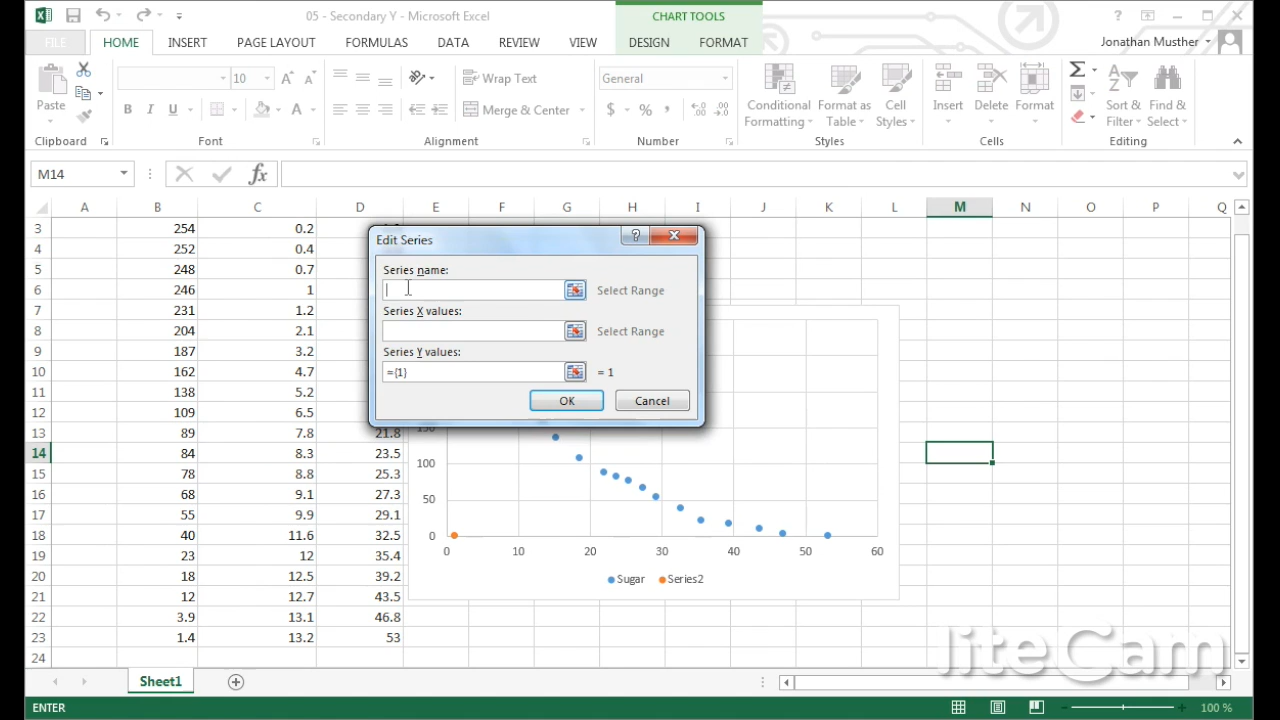 05 - Secondary Y - Microsoft Excel
CHART TOOLS
?
FILE
HOME
INSERT
PAGE LAYOUT
FORMULAS
DATA
REVIEW
VIEW
DESIGN
FORMAT
Jonathan Musther
Paste
Clipboard
10
B I U
A
Font
Wrap Text
Merge & Center
Alignment
General
$ % ,
Number
Conditional
Formatting
Format as
Table
Cell
Styles
Styles
Insert
Delete
Format
Cells
Sort &
Filter
Find &
Select
Editing
M14
fx
A B C D E F G H I J K L M N O P Q
3 254 0.2
4 252 0.4
5 248 0.7
6 246 1
7 231 1.2
8 204 2.1
9 187 3.2
10 162 4.7
11 138 5.2
12 109 6.5
13 89 7.8 21.8
14 84 8.3 23.5
15 78 8.8 25.3
16 68 9.1 27.3
17 55 9.9 29.1
18 40 11.6 32.5
19 23 12 35.4
20 18 12.5 39.2
21 12 12.7 43.5
22 3.9 13.1 46.8
23 1.4 13.2 53
24
Edit Series
?
Series name:
Select Range
Series X values:
Select Range
Series Y values:
={1}
= 1
OK
Cancel
150
100
50
0
0 10 20 30 40 50 60
Sugar Series2
liteCam
Sheet1
ENTER
100 %